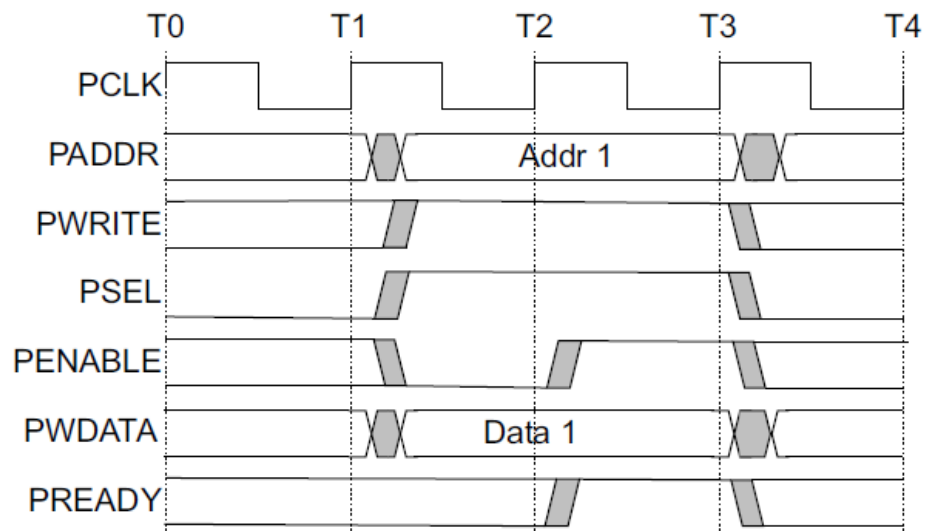 T0 T1 T2 T3 T4
PCLK
PADDR Addr 1
PWRITE
PSEL
PENABLE
PWDATA Data 1
PREADY